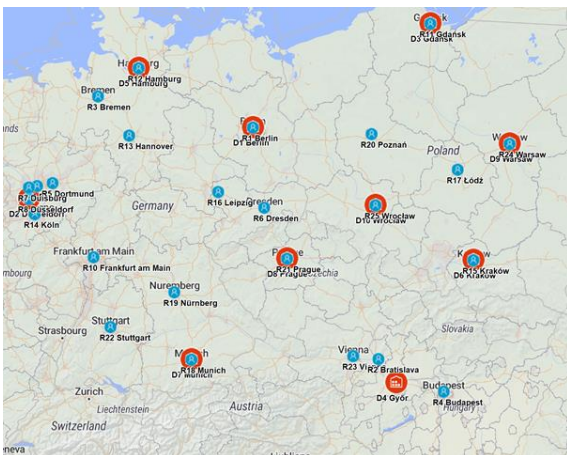 R11 Gdańsk
D3 Gdańsk
R12 Hamburg
D5 Hamburg
Bremen
R3 Bremen
R13 Hannover
R1 Berlin
D1 Berlin
R20 Poznań
Poland
R24 Warsaw
D9 Warsaw
R17 Łódź
R5 Dortmund
R7 Duisburg
R8 Düsseldorf
R14 Köln
Germany
R16 Leipzig
Dresden
R6 Dresden
R25 Wrocław
D10 Wrocław
Frankfurt am Main
R10 Frankfurt am Main
R21 Prague
D8 Prague
Czechia
R15 Kraków
D6 Kraków
Nuremberg
R19 Nürnberg
Stuttgart
R22 Stuttgart
Strasbourg
Slovakia
R18 Munich
D7 Munich
Vienna
R2 Bratislava
D4 Győr
Budapest
R4 Budapest
Hungary
Zurich
Liechtenstein
Austria
Switzerland